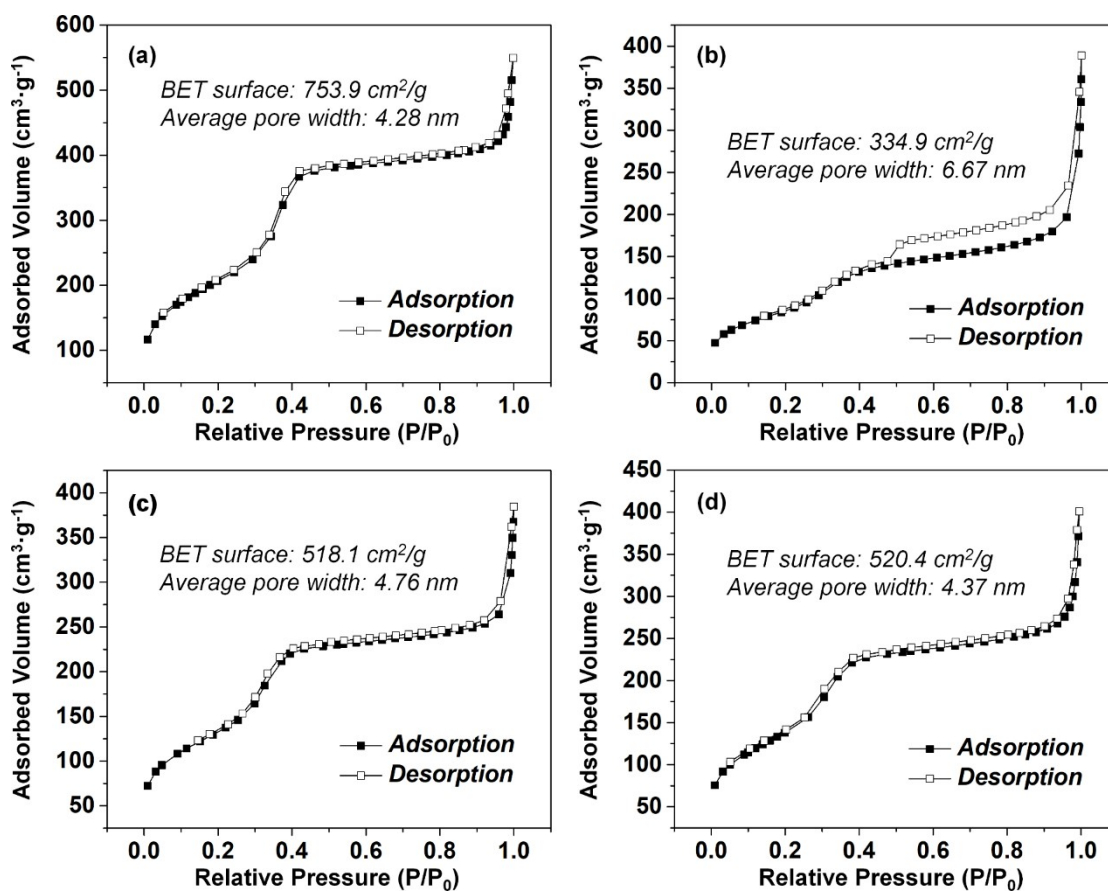 (a)
BET surface: 753.9 cm²/g
Average pore width: 4.28 nm
Adsorption
Desorption
600
500
400
300
200
100
0.0 0.2 0.4 0.6 0.8 1.0
Adsorbed Volume (cm³·g⁻¹)
Relative Pressure (P/P₀)
(b)
BET surface: 334.9 cm²/g
Average pore width: 6.67 nm
Adsorption
Desorption
400
350
300
250
200
150
100
50
0
0.0 0.2 0.4 0.6 0.8 1.0
Adsorbed Volume (cm³·g⁻¹)
Relative Pressure (P/P₀)
(c)
BET surface: 518.1 cm²/g
Average pore width: 4.76 nm
Adsorption
Desorption
400
350
300
250
200
150
100
50
0.0 0.2 0.4 0.6 0.8 1.0
Adsorbed Volume (cm³·g⁻¹)
Relative Pressure (P/P₀)
(d)
BET surface: 520.4 cm²/g
Average pore width: 4.37 nm
Adsorption
Desorption
450
400
350
300
250
200
150
100
50
0.0 0.2 0.4 0.6 0.8 1.0
Adsorbed Volume (cm³·g⁻¹)
Relative Pressure (P/P₀)